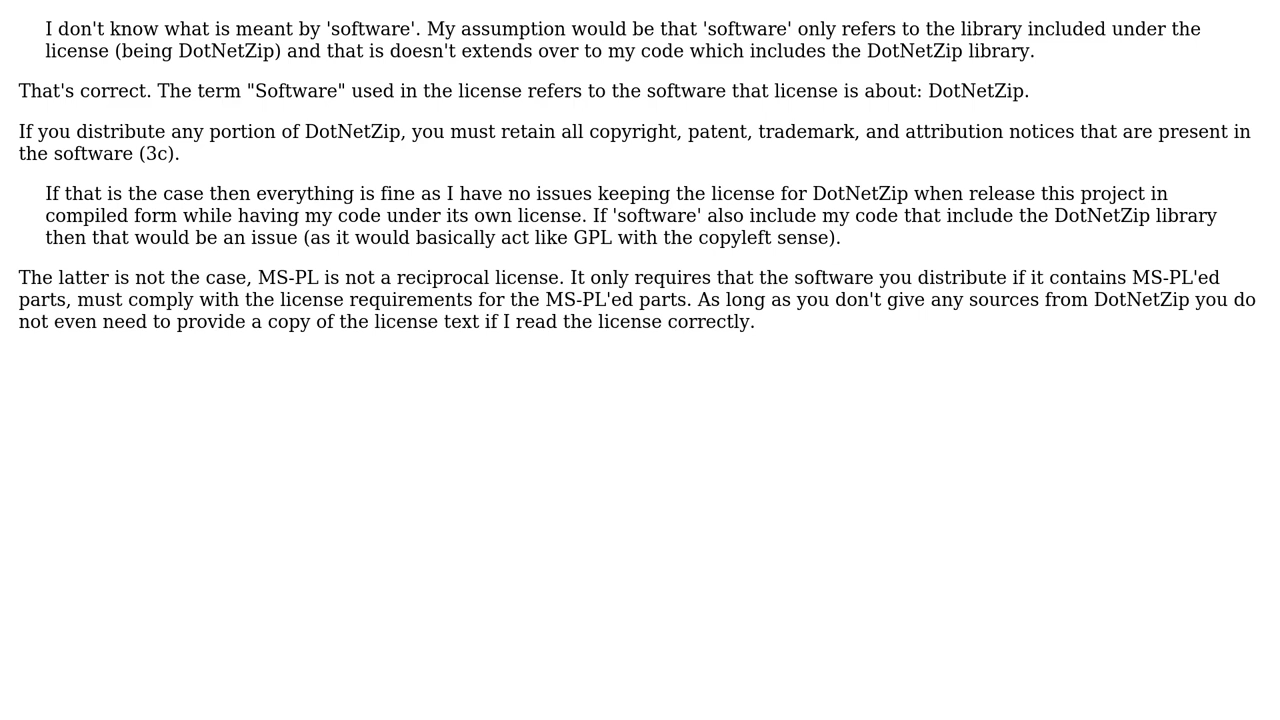 I don't know what is meant by 'software'. My assumption would be that 'software' only refers to the library included under the
license (being DotNetZip) and that is doesn't extends over to my code which includes the DotNetZip library.
That's correct. The term "Software" used in the license refers to the software that license is about: DotNetZip.
If you distribute any portion of DotNetZip, you must retain all copyright, patent, trademark, and attribution notices that are present in
the software (3c).
If that is the case then everything is fine as I have no issues keeping the license for DotNetZip when release this project in
compiled form while having my code under its own license. If 'software' also include my code that include the DotNetZip library
then that would be an issue (as it would basically act like GPL with the copyleft sense).
The latter is not the case, MS-PL is not a reciprocal license. It only requires that the software you distribute if it contains MS-PL'ed
parts, must comply with the license requirements for the MS-PL'ed parts. As long as you don't give any sources from DotNetZip you do
not even need to provide a copy of the license text if I read the license correctly.